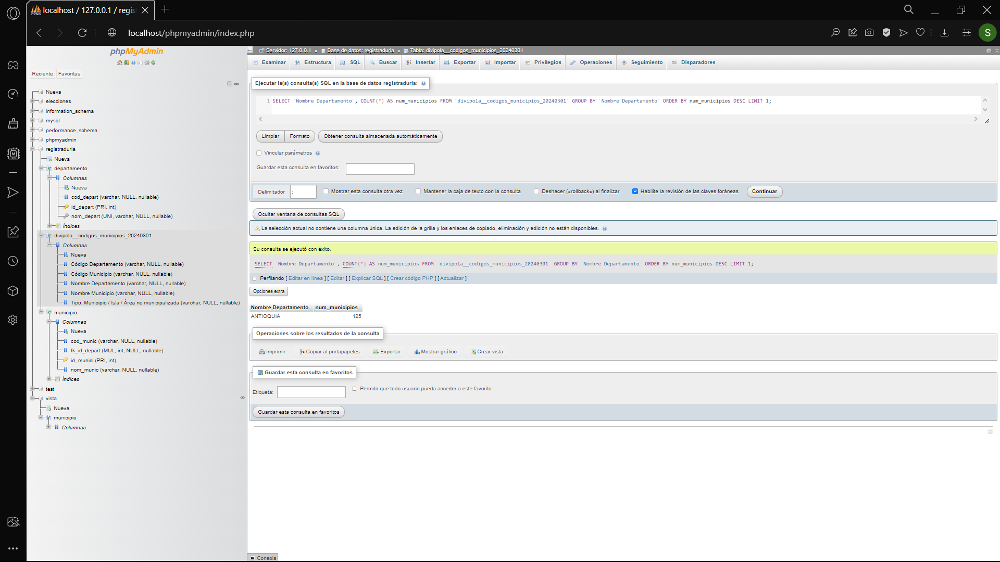 localhost / 127.0.0.1 / regis
localhost/phpmyadmin/index.php
S
phpMyAdmin
Reciente
Favoritas
Nueva
elecciones
information_schema
mysql
performance_schema
phpmyadmin
registraduria
Nueva
departamento
Columnas
Nueva
cod_depart (varchar, NULL, nullable)
id_depart (PRI, int)
nom_depart (UNI, varchar, NULL, nullable)
Índices
divipola__codigos_municipios_20240301
Columnas
Nueva
Código Departamento (varchar, NULL, nullable)
Código Municipio (varchar, NULL, nullable)
Nombre Departamento (varchar, NULL, nullable)
Nombre Municipio (varchar, NULL, nullable)
Tipo: Municipio / Isla / Área no municipalizada (varchar, NULL, nullable)
municipio
Columnas
Nueva
cod_munic (varchar, NULL, nullable)
fk_id_depart (MUL, int, NULL, nullable)
id_munici (PRI, int)
nom_munic (varchar, NULL, nullable)
Índices
test
vista
Nueva
municipio
Columnas
Servidor: 127.0.0.1 » Base de datos: registraduria » Tabla: divipola__codigos_municipios_20240301
Examinar Estructura SQL Buscar Insertar Exportar Importar Privilegios Operaciones Seguimiento Disparadores
Ejecutar la(s) consulta(s) SQL en la base de datos registraduria:
1 SELECT `Nombre Departamento`, COUNT(*) AS num_municipios FROM `divipola__codigos_municipios_20240301` GROUP BY `Nombre Departamento` ORDER BY num_municipios DESC LIMIT 1;
Limpiar Formato Obtener consulta almacenada automáticamente
Vincular parámetros
Guardar esta consulta en favoritos:
Delimitador ; Mostrar esta consulta otra vez Mantener la caja de texto con la consulta Deshacer («rollback») al finalizar Habilite la revisión de las claves foráneas Continuar
Ocultar ventana de consultas SQL
La selección actual no contiene una columna única. La edición de la grilla y los enlaces de copiado, eliminación y edición no están disponibles.
Su consulta se ejecutó con éxito.
SELECT `Nombre Departamento`, COUNT(*) AS num_municipios FROM `divipola__codigos_municipios_20240301` GROUP BY `Nombre Departamento` ORDER BY num_municipios DESC LIMIT 1;
Perfilando [ Editar en línea ] [ Editar ] [ Explicar SQL ] [ Crear código PHP ] [ Actualizar ]
Opciones extra
Nombre Departamento num_municipios
ANTIOQUIA 125
Operaciones sobre los resultados de la consulta
Imprimir Copiar al portapapeles Exportar Mostrar gráfico Crear vista
Guardar esta consulta en favoritos
Etiqueta: Permitir que todo usuario pueda acceder a este favorito
Guardar esta consulta en favoritos
Consola